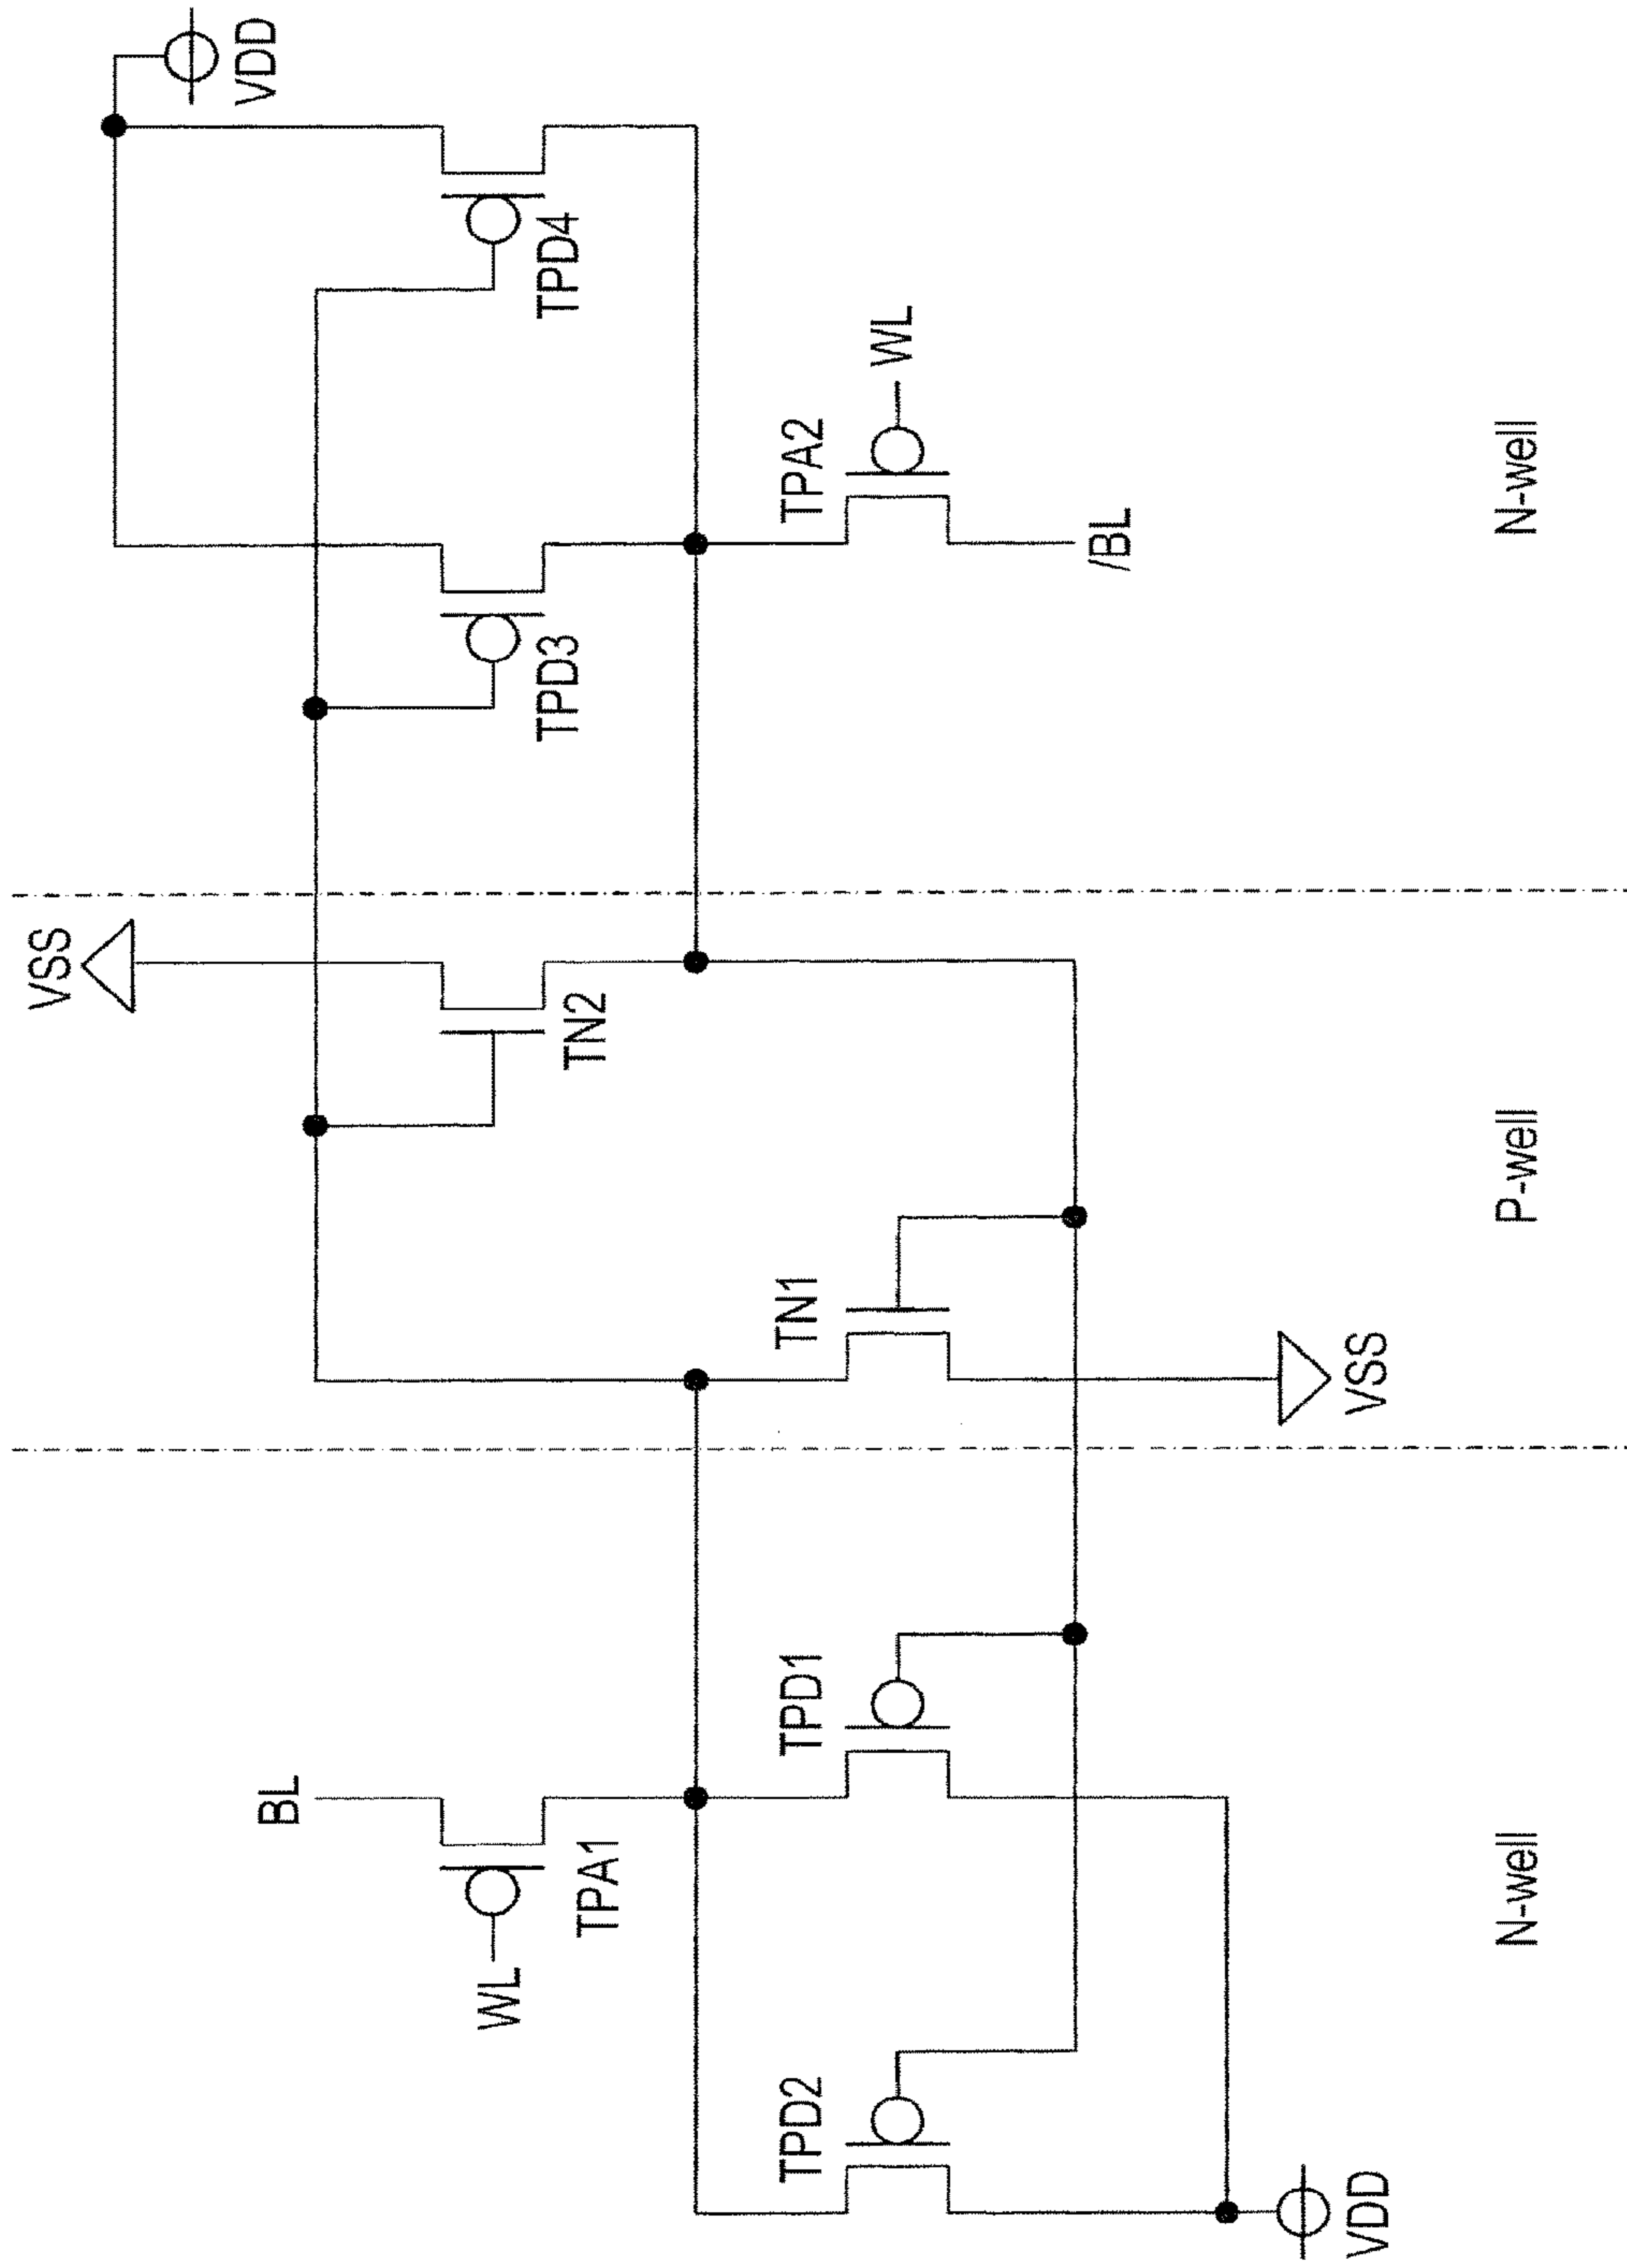 VSS
VDD
BL
WL
TPA1
TN2
TPD3
TPD4
TPD2
TPD1
TN1
TPA2
WL
/BL
VDD
VSS
N-well
P-well
N-well